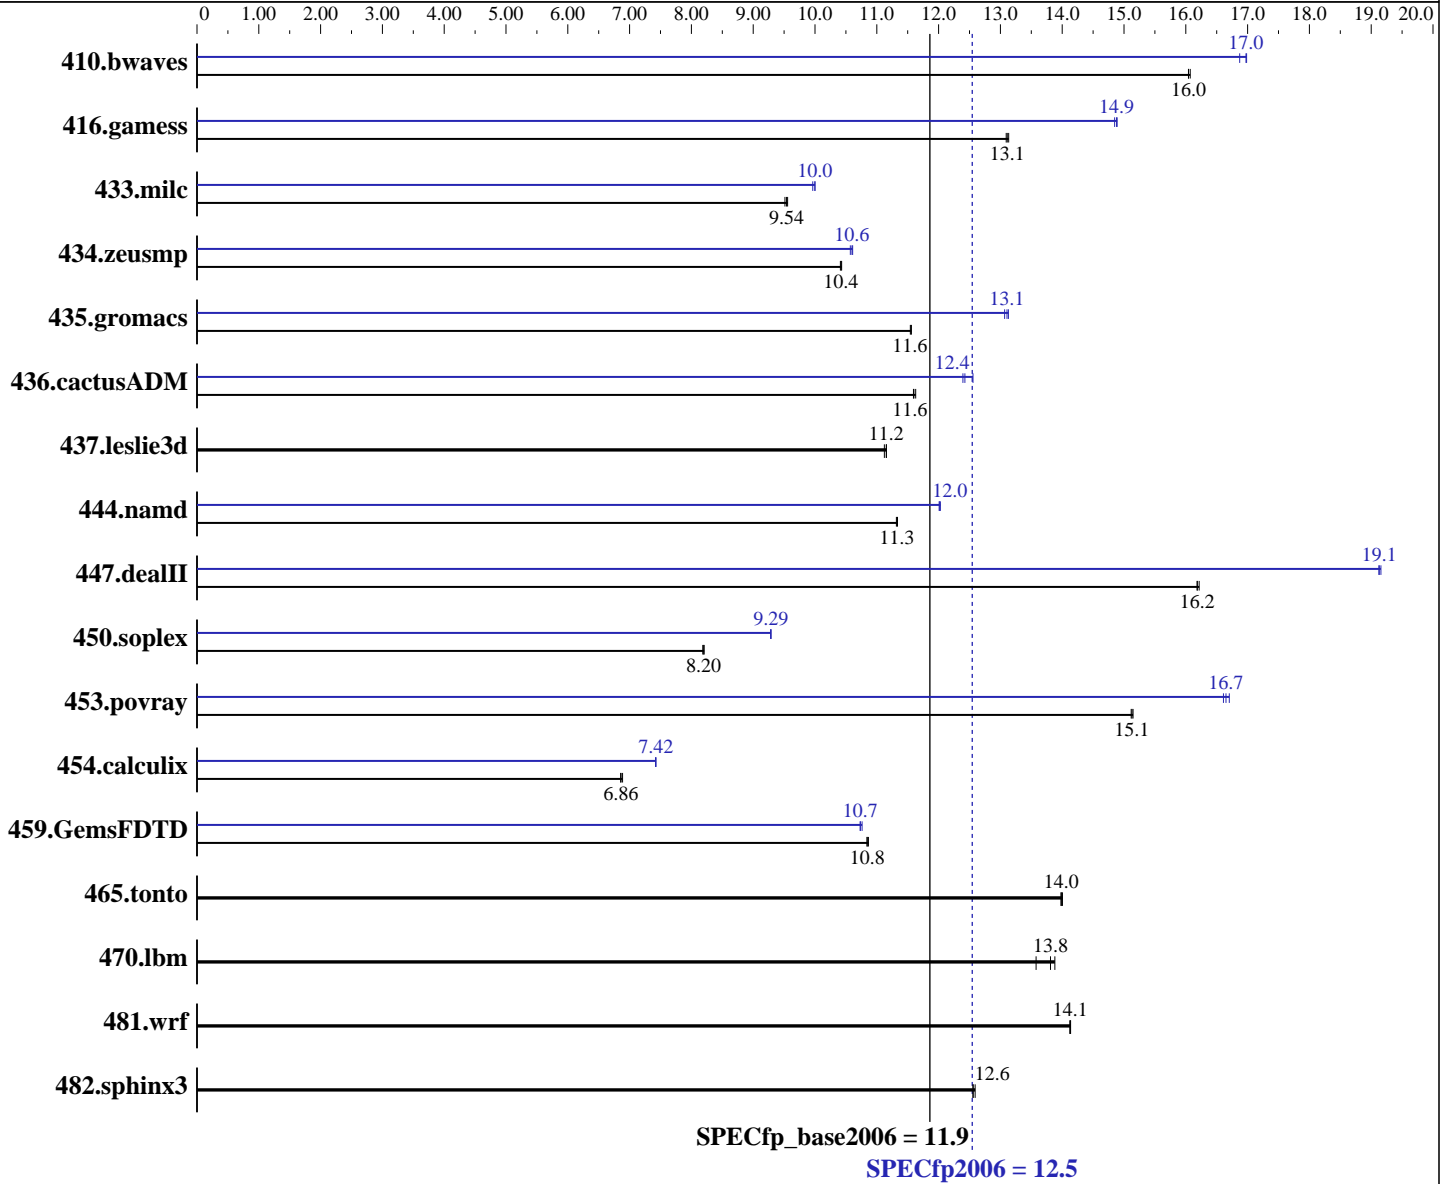 0 1.00 2.00 3.00 4.00 5.00 6.00 7.00 8.00 9.00 10.0 11.0 12.0 13.0 14.0 15.0 16.0 17.0 18.0 19.0 20.0
17.0
410.bwaves
16.0
14.9
416.gamess
13.1
10.0
433.milc
9.54
10.6
434.zeusmp
10.4
13.1
435.gromacs
11.6
12.4
436.cactusADM
11.6
11.2
437.leslie3d
12.0
444.namd
11.3
19.1
447.dealII
16.2
9.29
450.soplex
8.20
16.7
453.povray
15.1
7.42
454.calculix
6.86
10.7
459.GemsFDTD
10.8
14.0
465.tonto
13.8
470.lbm
14.1
481.wrf
12.6
482.sphinx3
SPECfp_base2006 = 11.9
SPECfp2006 = 12.5